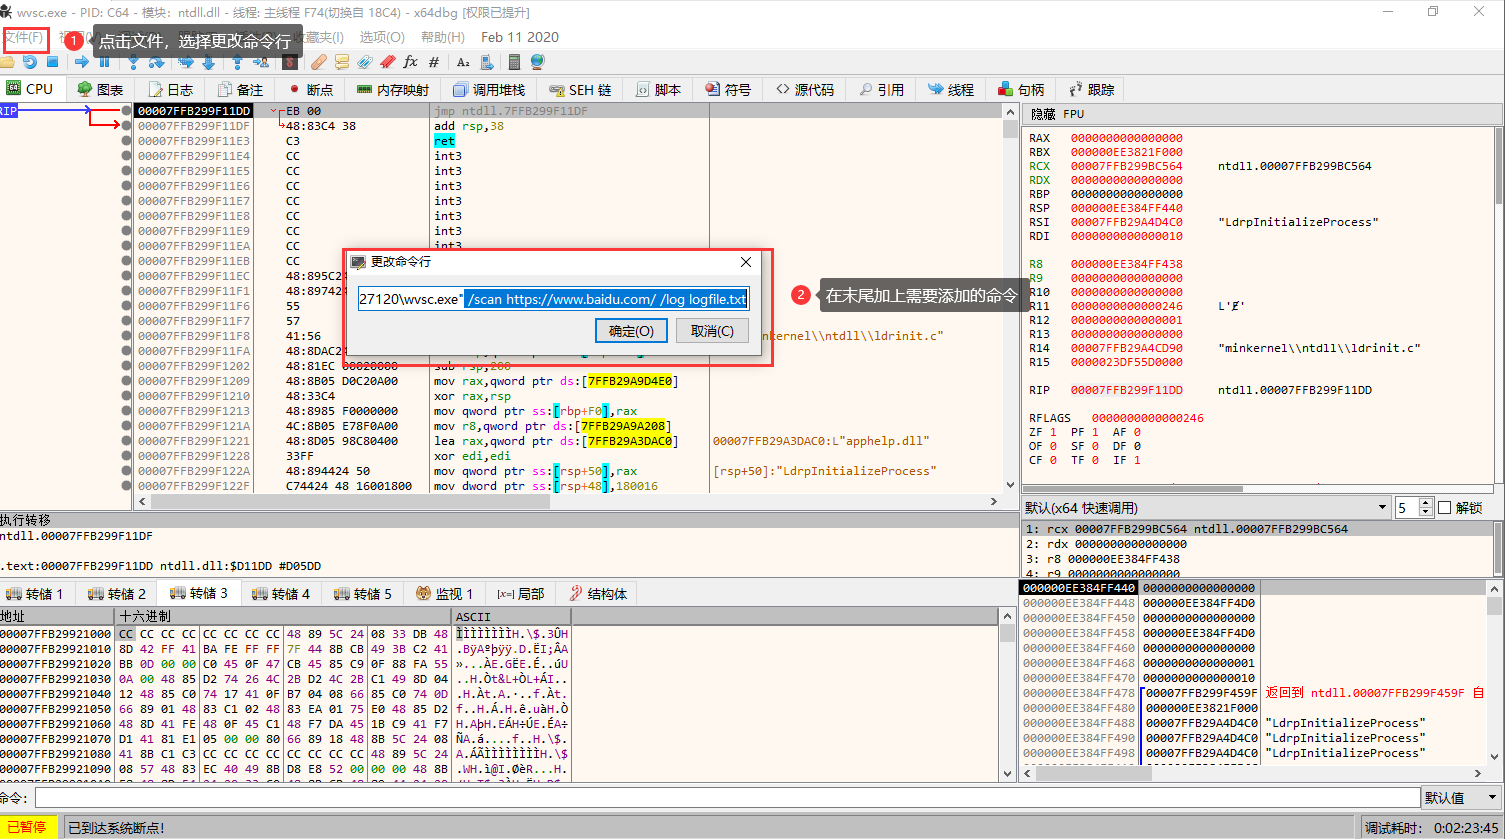 wvsc.exe - PID: C64 - 模块: ntdll.dll - 线程: 主线程 F74(切换自 18C4) - x64dbg [权限已提升]
文件(F) 收藏夹(I) 选项(O) 帮助(H) Feb 11 2020
1 点击文件，选择更改命令行
CPU 图表 日志 备注 断点 内存映射 调用堆栈 SEH 链 脚本 符号 源代码 引用 线程 句柄 跟踪
RIP
00007FFB299F11DD EB 00 jmp ntdll.7FFB299F11DF
00007FFB299F11DF 48:83C4 38 add rsp,38
00007FFB299F11E3 C3 ret
00007FFB299F11E4 CC int3
00007FFB299F11E5 CC int3
00007FFB299F11E6 CC int3
00007FFB299F11E7 CC int3
00007FFB299F11E8 CC int3
00007FFB299F11E9 CC int3
00007FFB299F11EA CC int3
00007FFB299F11EB CC
00007FFB299F11EC 48:895C24
00007FFB299F11F1 48:897424
00007FFB299F11F6 55
00007FFB299F11F7 57
00007FFB299F11F8 41:56 minkernel\\ntdll\\ldrinit.c"
00007FFB299F11FA 48:8DAC24
00007FFB299F1202 48:81EC 00020000 sub rsp,200
00007FFB299F1209 48:8B05 D0C20A00 mov rax,qword ptr ds:[7FFB29A9D4E0]
00007FFB299F1210 48:33C4 xor rax,rsp
00007FFB299F1213 48:8985 F0000000 mov qword ptr ss:[rbp+F0],rax
00007FFB299F121A 4C:8B05 E78F0A00 mov r8,qword ptr ds:[7FFB29A9A208]
00007FFB299F1221 48:8D05 98C80400 lea rax,qword ptr ds:[7FFB29A3DAC0] 00007FFB29A3DAC0:L"apphelp.dll"
00007FFB299F1228 33FF xor edi,edi
00007FFB299F122A 48:894424 50 mov qword ptr ss:[rsp+50],rax [rsp+50]:"LdrpInitializeProcess"
00007FFB299F122F C74424 48 16001800 mov dword ptr ss:[rsp+48],180016
更改命令行
27120\wvsc.exe" /scan https://www.baidu.com/ /log logfile.txt
确定(O) 取消(C)
2 在末尾加上需要添加的命令
隐藏 FPU
RAX 0000000000000000
RBX 000000EE3821F000
RCX 00007FFB299BC564 ntdll.00007FFB299BC564
RDX 0000000000000000
RBP 0000000000000000
RSP 000000EE384FF440
RSI 00007FFB29A4D4C0 "LdrpInitializeProcess"
RDI 0000000000000010
R8 000000EE384FF438
R9 0000000000000000
R10 0000000000000000
R11 0000000000000246 L'Ɇ'
R12 0000000000000001
R13 0000000000000000
R14 00007FFB29A4CD90 "minkernel\\ntdll\\ldrinit.c"
R15 0000023DF55D0000
RIP 00007FFB299F11DD ntdll.00007FFB299F11DD
RFLAGS 0000000000000246
ZF 1 PF 1 AF 0
OF 0 SF 0 DF 0
CF 0 TF 0 IF 1
默认(x64 快速调用) 5 解锁
1: rcx 00007FFB299BC564 ntdll.00007FFB299BC564
2: rdx 0000000000000000
3: r8 000000EE384FF438
4: r9 0000000000000000
执行转移
ntdll.00007FFB299F11DF
.text:00007FFB299F11DD ntdll.dll:$D11DD #D05DD
转储 1 转储 2 转储 3 转储 4 转储 5 监视 1 [x=] 局部 结构体
地址 十六进制 ASCII
00007FFB29921000 CC CC CC CC CC CC CC CC 48 89 5C 24 08 33 DB 48 ÌÌÌÌÌÌÌÌH.\$.3ÛH
00007FFB29921010 8D 42 FF 41 BA FE FF FF 7F 44 8B CB 49 3B C2 41 .BÿAºþÿÿ.D.ËI;ÂA
00007FFB29921020 BB 0D 00 00 C0 45 0F 47 CB 45 85 C9 0F 88 FA 55 »...ÀE.GËE.É..úU
00007FFB29921030 0A 00 48 85 D2 74 26 4C 2B D2 4C 2B C1 49 8D 04 ..H.Òt&L+ÒL+ÁI..
00007FFB29921040 12 48 85 C0 74 17 41 0F B7 04 08 66 85 C0 74 0D .H.Àt.A.·..f.Àt.
00007FFB29921050 66 89 01 48 83 C1 02 48 83 EA 01 75 E0 48 85 D2 f..H.Á.H.ê.uàH.Ò
00007FFB29921060 48 8D 41 FE 48 0F 45 C1 48 F7 DA 45 1B C9 41 F7 H.AþH.EÁH÷ÚE.ÉA÷
00007FFB29921070 D1 41 81 E1 05 00 00 80 66 89 18 48 8B 5C 24 08 ÑA.á....f..H.\$.
00007FFB29921080 41 8B C1 C3 CC CC CC CC CC CC CC CC 48 89 5C 24 A.ÁÃÌÌÌÌÌÌÌÌH.\$
00007FFB29921090 08 57 48 83 EC 40 49 8B D8 E8 52 00 00 00 48 8B .WH.ì@I.ØèR...H.
000000EE384FF440 0000000000000000
000000EE384FF448 000000EE384FF4D0
000000EE384FF450 0000000000000000
000000EE384FF458 000000EE384FF4D0
000000EE384FF460 0000000000000000
000000EE384FF468 0000000000000001
000000EE384FF470 0000000000000010
000000EE384FF478 00007FFB299F459F 返回到 ntdll.00007FFB299F459F 自
000000EE384FF480 000000EE3821F000
000000EE384FF488 00007FFB29A4D4C0 "LdrpInitializeProcess"
000000EE384FF490 00007FFB29A4D4C0 "LdrpInitializeProcess"
000000EE384FF498 00007FFB29A4D4C0 "LdrpInitializeProcess"
命令: 默认值
已暂停 已到达系统断点! 调试耗时: 0:02:23:45